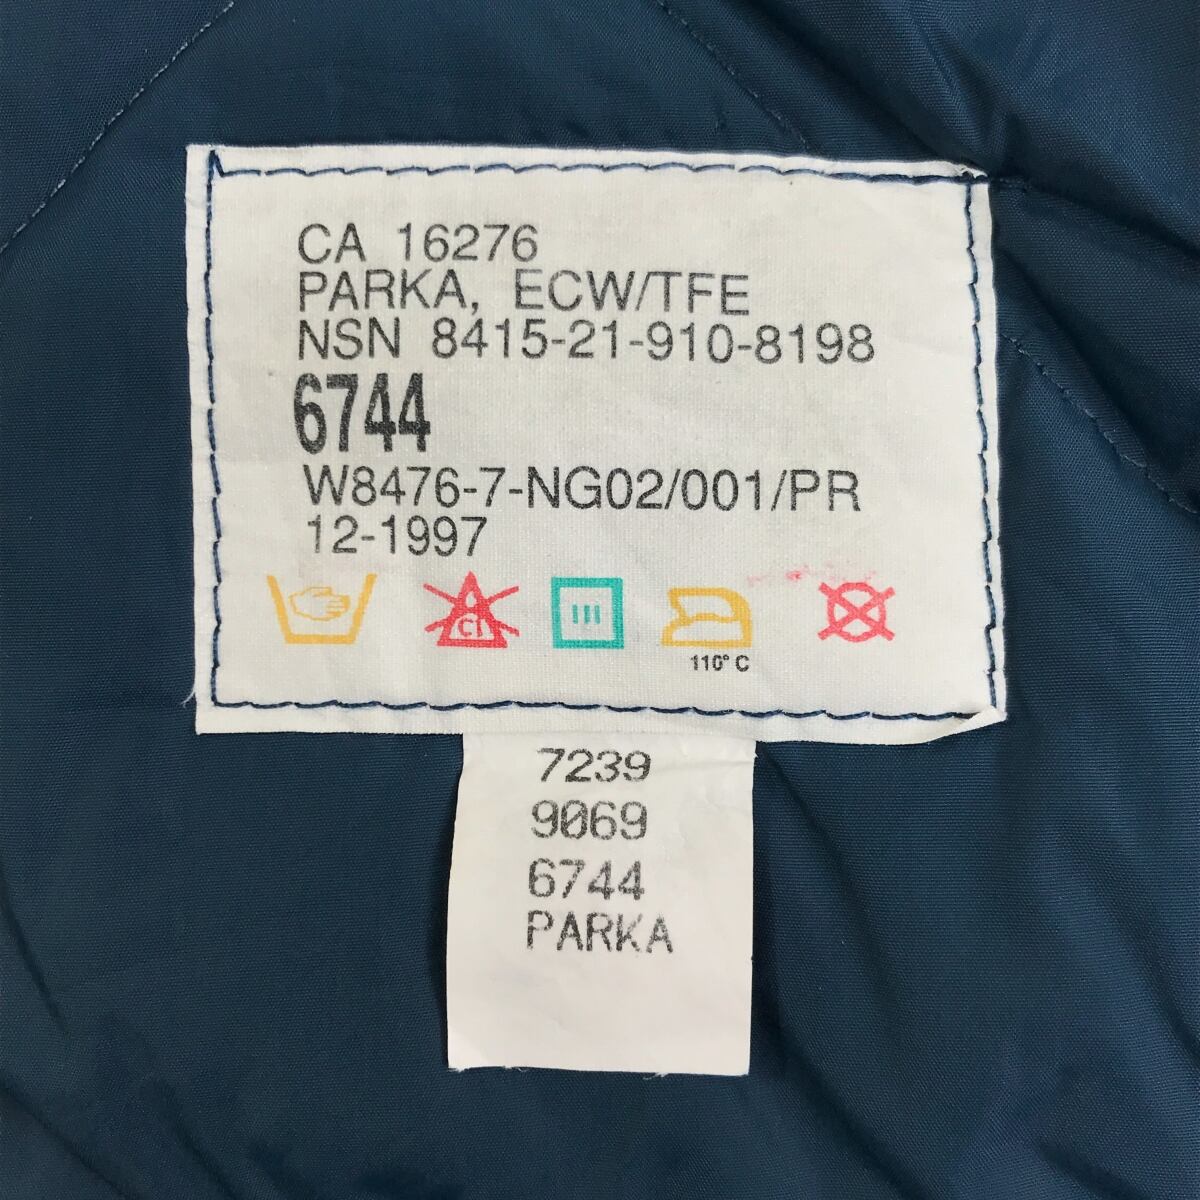 CA 16276
PARKA, ECW/TFE
NSN 8415-21-910-8198
6744
W8476-7-NG02/001/PR
12-1997
Cl
110° C
7239
9069
6744
PARKA